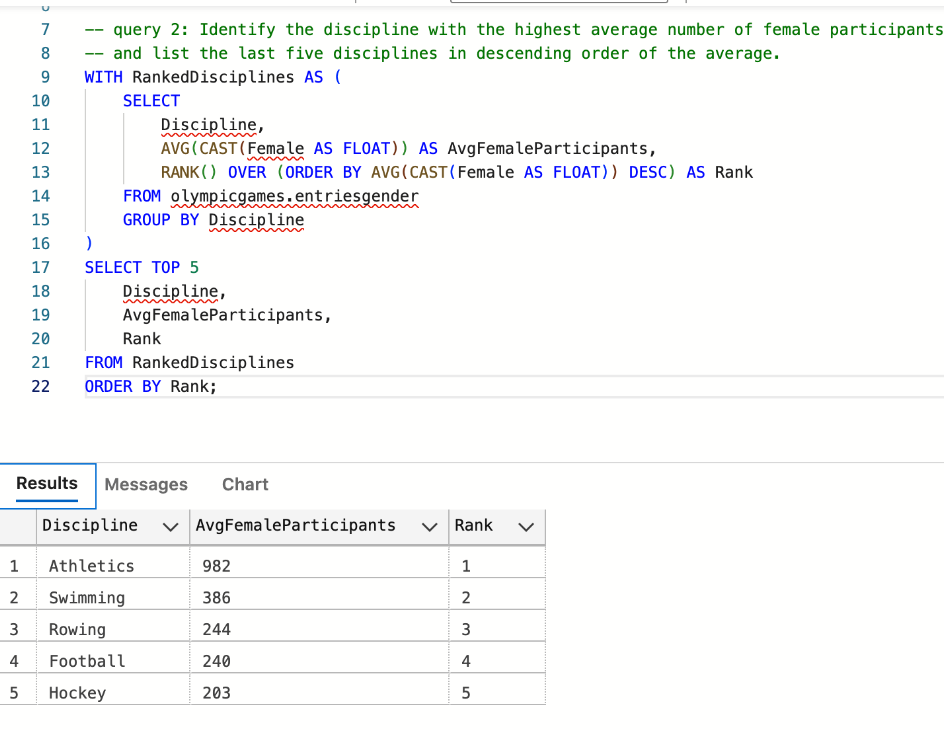 7 -- query 2: Identify the discipline with the highest average number of female participants
8 -- and list the last five disciplines in descending order of the average.
9 WITH RankedDisciplines AS (
10 SELECT
11 Discipline,
12 AVG(CAST(Female AS FLOAT)) AS AvgFemaleParticipants,
13 RANK() OVER (ORDER BY AVG(CAST(Female AS FLOAT)) DESC) AS Rank
14 FROM olympicgames.entriesgender
15 GROUP BY Discipline
16 )
17 SELECT TOP 5
18 Discipline,
19 AvgFemaleParticipants,
20 Rank
21 FROM RankedDisciplines
22 ORDER BY Rank;
Results Messages Chart
Discipline AvgFemaleParticipants Rank
1 Athletics 982 1
2 Swimming 386 2
3 Rowing 244 3
4 Football 240 4
5 Hockey 203 5